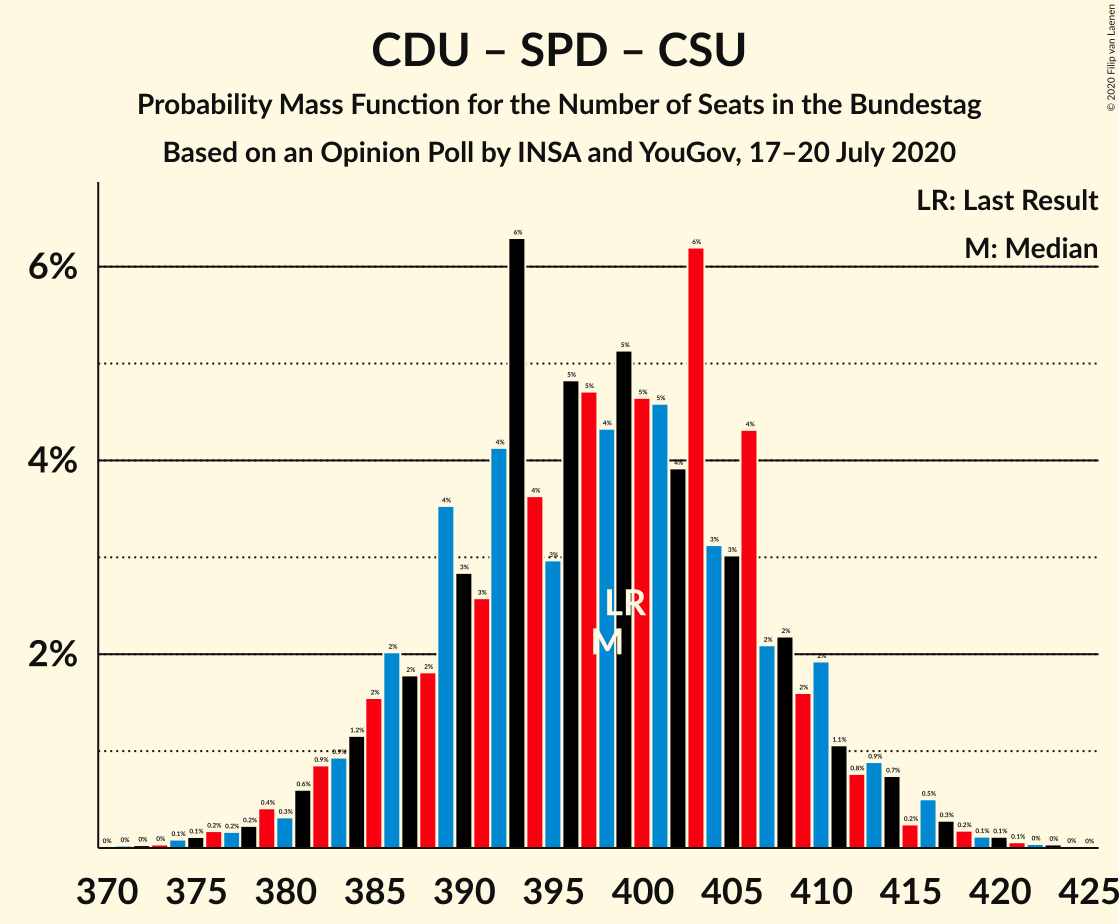 CDU – SPD – CSU
Probability Mass Function for the Number of Seats in the Bundestag
Based on an Opinion Poll by INSA and YouGov, 17–20 July 2020
© 2020 Filip van Laenen
LR: Last Result
M: Median
6%
4%
2%
0% 0% 0% 0% 0.1% 0.1% 0.2% 0.2% 0.2% 0.4% 0.3% 0.6% 0.9% 0.9% 1.2% 2% 2% 2% 2% 4% 3% 3% 4% 6% 4% 3% 5% 5% 4% 5% 5% 5% 4% 6% 3% 3% 4% 2% 2% 2% 2% 1.1% 0.8% 0.9% 0.7% 0.2% 0.5% 0.3% 0.2% 0.1% 0.1% 0.1% 0% 0% 0% 0%
LR
M
370 375 380 385 390 395 400 405 410 415 420 425